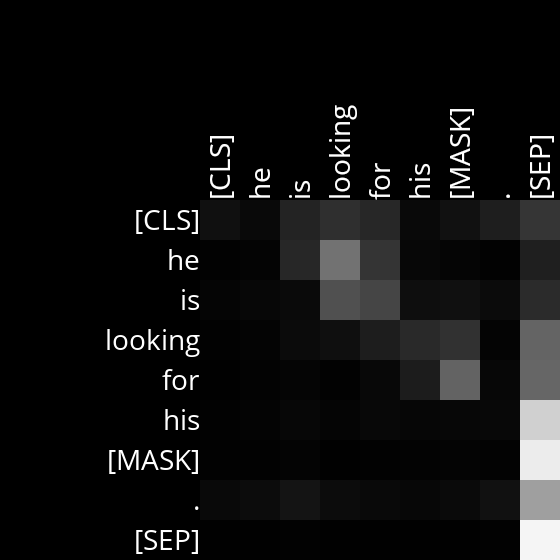 [CLS] he is looking for his [MASK] . [SEP]
[CLS]
he
is
looking
for
his
[MASK]
.
[SEP]